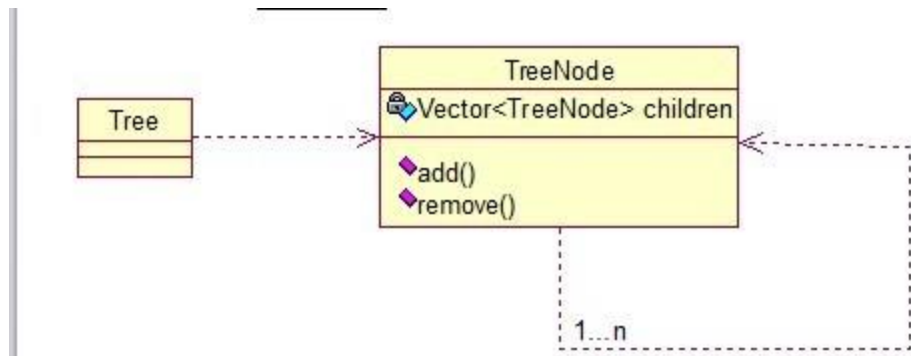 TreeNode
Tree
Vector<TreeNode> children
add()
remove()
1...n